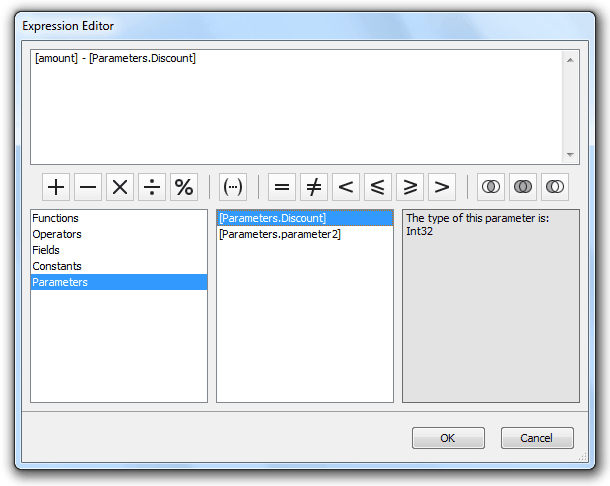 Expression Editor
[amount] - [Parameters.Discount]
+ − × ÷ % (...) = ≠ < ≤ ≥ >
Functions
Operators
Fields
Constants
Parameters
[Parameters.Discount]
[Parameters.parameter2]
The type of this parameter is:
Int32
OK Cancel